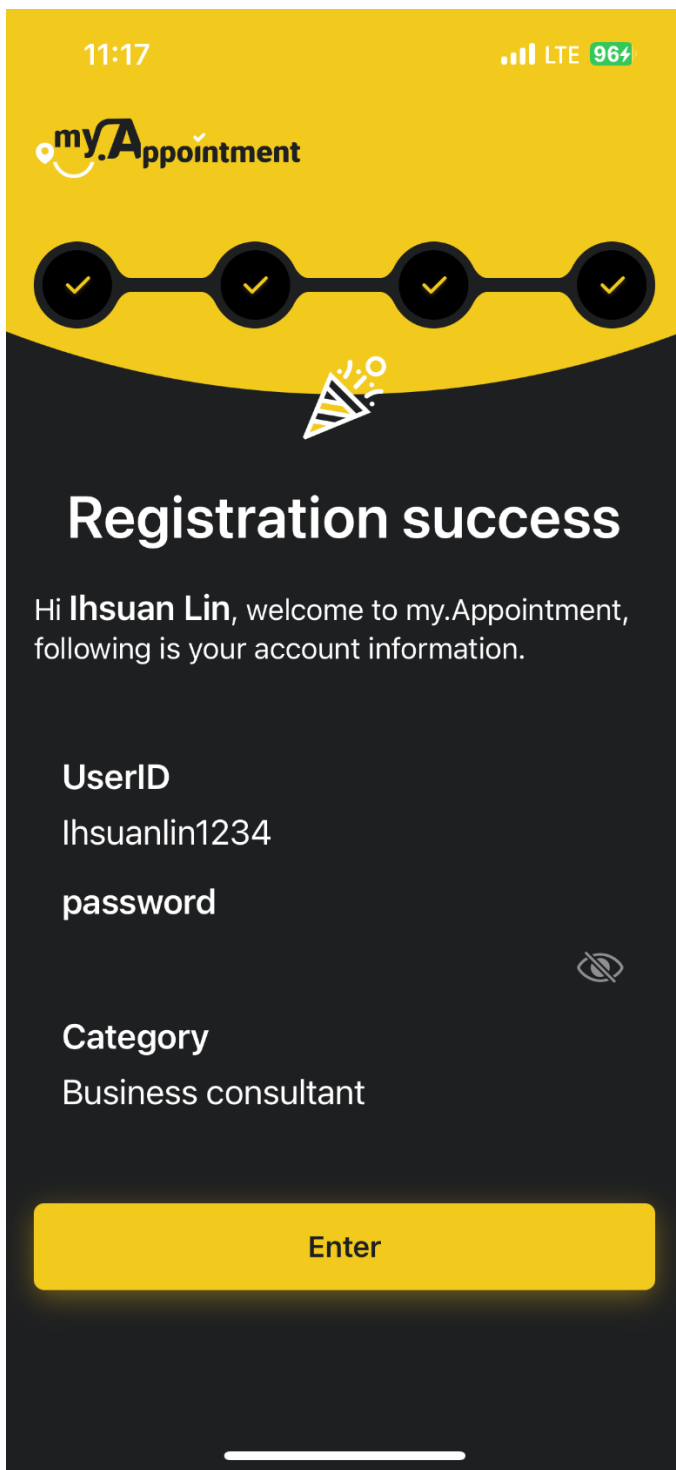 11:17 LTE 96
my.Appointment
Registration success
Hi Ihsuan Lin, welcome to my.Appointment,
following is your account information.
UserID
Ihsuanlin1234
password
Category
Business consultant
Enter